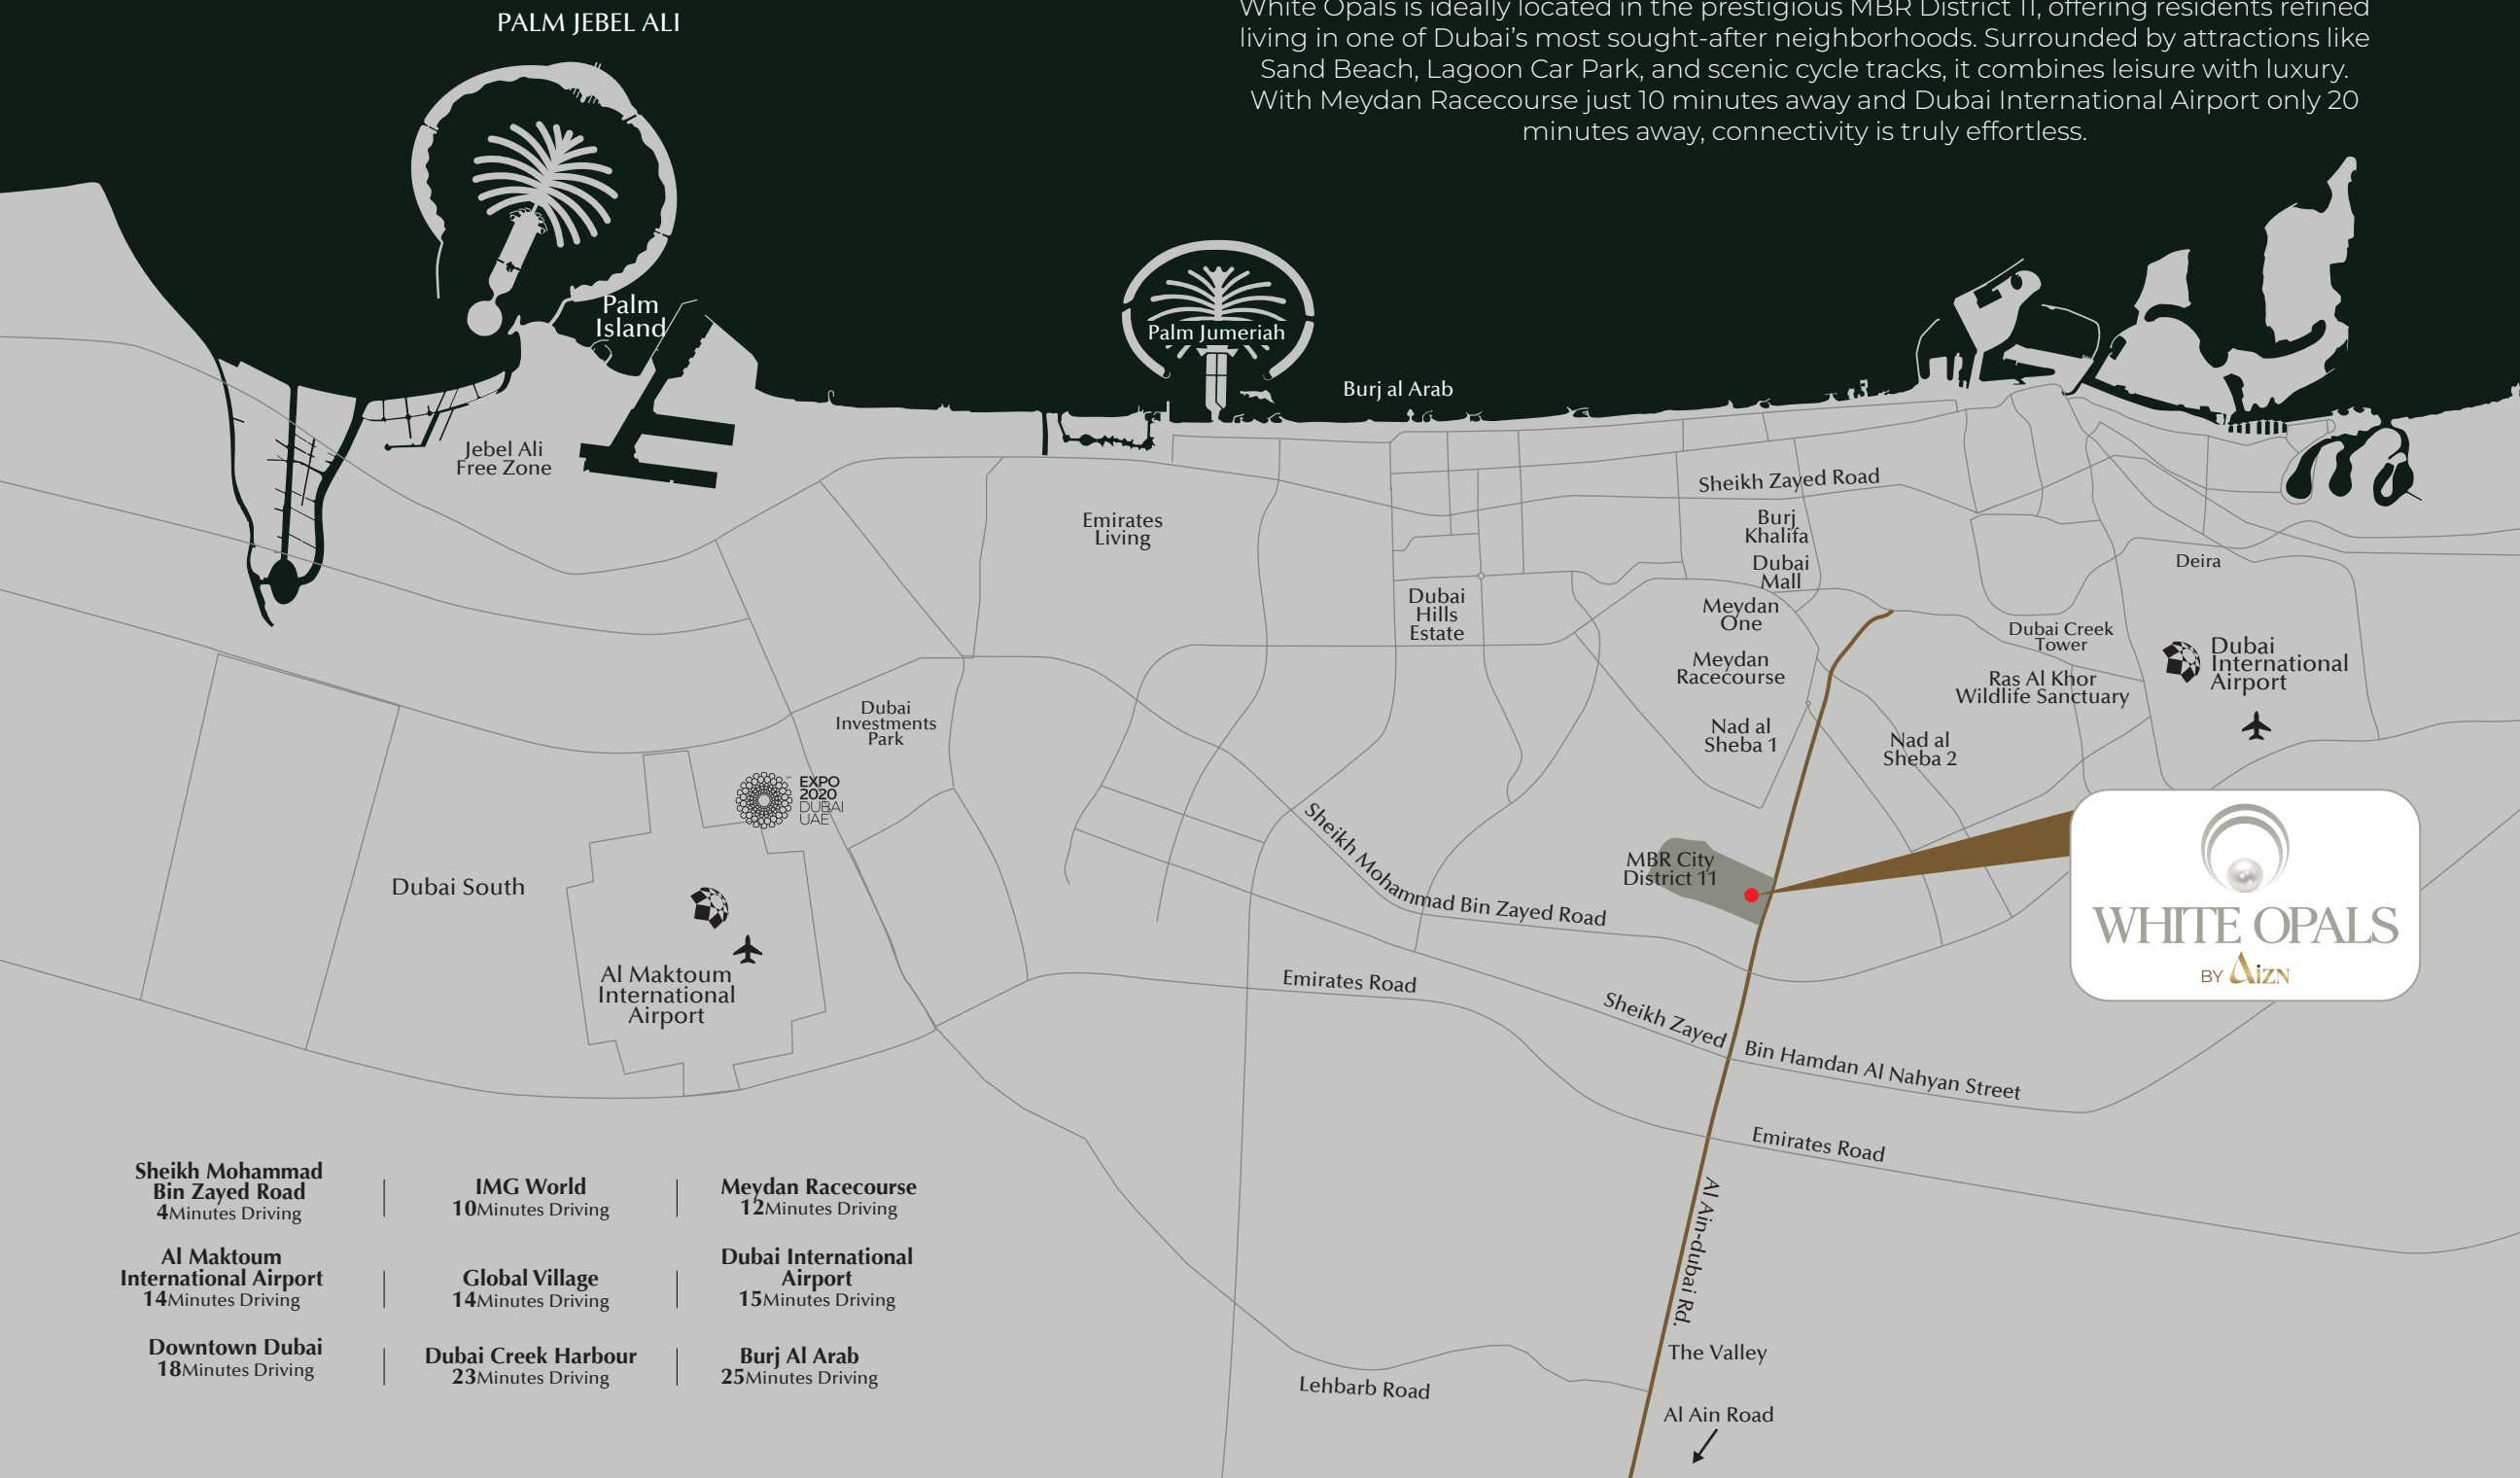 PALM JEBEL ALI
White Opals is ideally located in the prestigious MBR District 11, offering residents refined
living in one of Dubai’s most sought-after neighborhoods. Surrounded by attractions like
Sand Beach, Lagoon Car Park, and scenic cycle tracks, it combines leisure with luxury.
With Meydan Racecourse just 10 minutes away and Dubai International Airport only 20
minutes away, connectivity is truly effortless.
Palm
Island
Palm Jumeriah
Burj al Arab
Jebel Ali
Free Zone
Sheikh Zayed Road
Emirates
Living
Burj
Khalifa
Dubai
Mall
Deira
Dubai
Hills
Estate
Meydan
One
Dubai Creek
Tower
Dubai
International
Airport
Meydan
Racecourse
Ras Al Khor
Wildlife Sanctuary
Dubai
Investments
Park
Nad al
Sheba 1
Nad al
Sheba 2
EXPO
2020
DUBAI
UAE
™
Sheikh Mohammad Bin Zayed Road
MBR City
District 11
Dubai South
WHITE OPALS
BY AiZN
Al Maktoum
International
Airport
Emirates Road
Sheikh Zayed
Bin Hamdan Al Nahyan Street
Emirates Road
Al Ain-dubai Rd.
The Valley
Lehbarb Road
Al Ain Road
Sheikh Mohammad
Bin Zayed Road
4Minutes Driving
IMG World
10Minutes Driving
Meydan Racecourse
12Minutes Driving
Al Maktoum
International Airport
14Minutes Driving
Global Village
14Minutes Driving
Dubai International
Airport
15Minutes Driving
Downtown Dubai
18Minutes Driving
Dubai Creek Harbour
23Minutes Driving
Burj Al Arab
25Minutes Driving